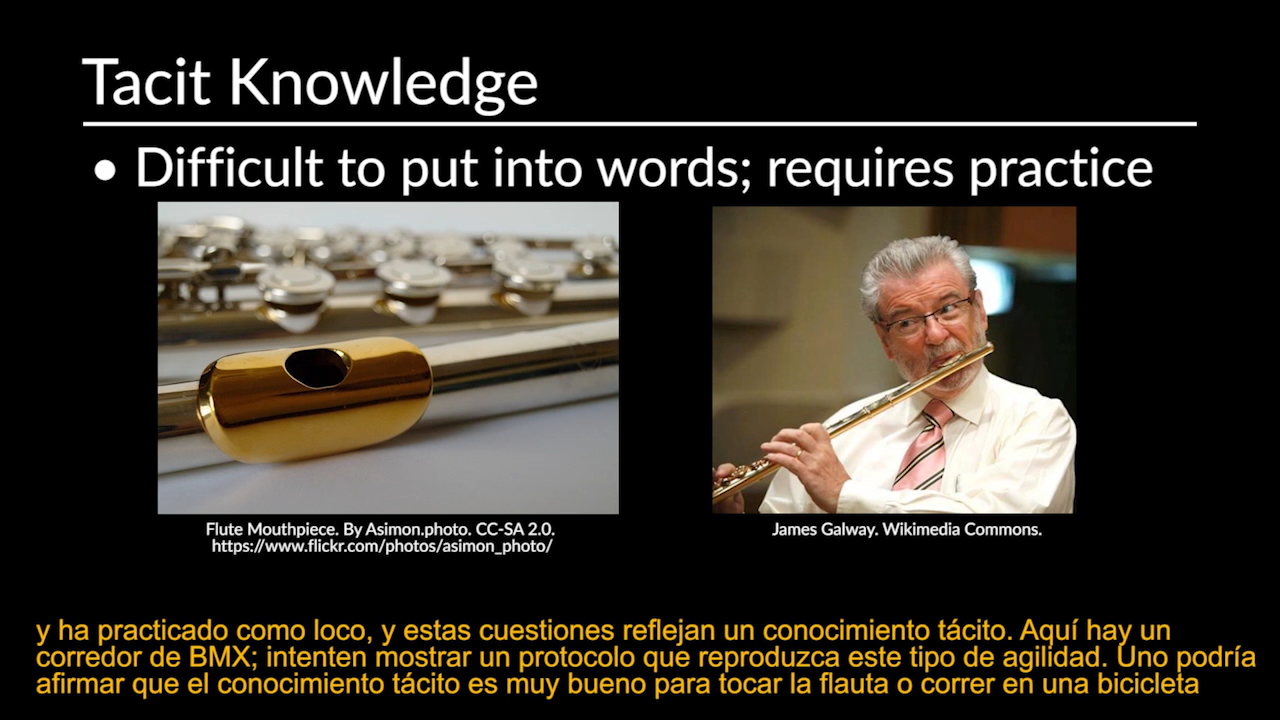 Tacit Knowledge
• Difficult to put into words; requires practice
Flute Mouthpiece. By Asimon.photo. CC-SA 2.0.
https://www.flickr.com/photos/asimon_photo/
James Galway. Wikimedia Commons.
y ha practicado como loco, y estas cuestiones reflejan un conocimiento tácito. Aquí hay un
corredor de BMX; intenten mostrar un protocolo que reproduzca este tipo de agilidad. Uno podría
afirmar que el conocimiento tácito es muy bueno para tocar la flauta o correr en una bicicleta